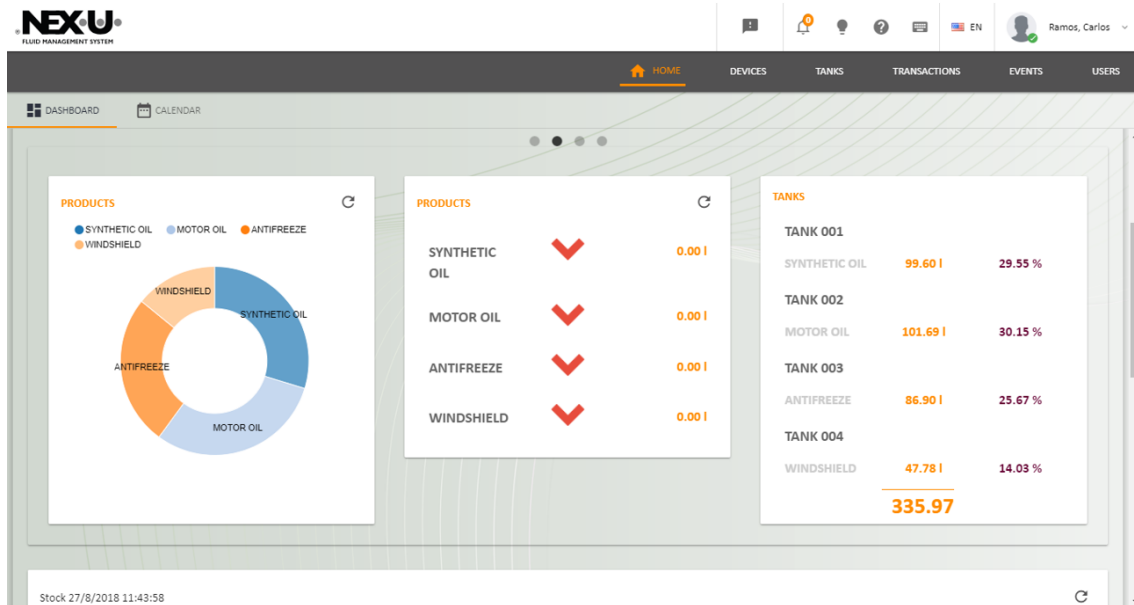 NEX·U·
FLUID MANAGEMENT SYSTEM
0
EN
Ramos, Carlos
HOME
DEVICES
TANKS
TRANSACTIONS
EVENTS
USERS
DASHBOARD
CALENDAR
PRODUCTS
SYNTHETIC OIL MOTOR OIL ANTIFREEZE
WINDSHIELD
WINDSHIELD
SYNTHETIC OIL
ANTIFREEZE
MOTOR OIL
PRODUCTS
SYNTHETIC
OIL
0.00 l
MOTOR OIL 0.00 l
ANTIFREEZE 0.00 l
WINDSHIELD 0.00 l
TANKS
TANK 001
SYNTHETIC OIL 99.60 l 29.55 %
TANK 002
MOTOR OIL 101.69 l 30.15 %
TANK 003
ANTIFREEZE 86.90 l 25.67 %
TANK 004
WINDSHIELD 47.78 l 14.03 %
335.97
Stock 27/8/2018 11:43:58